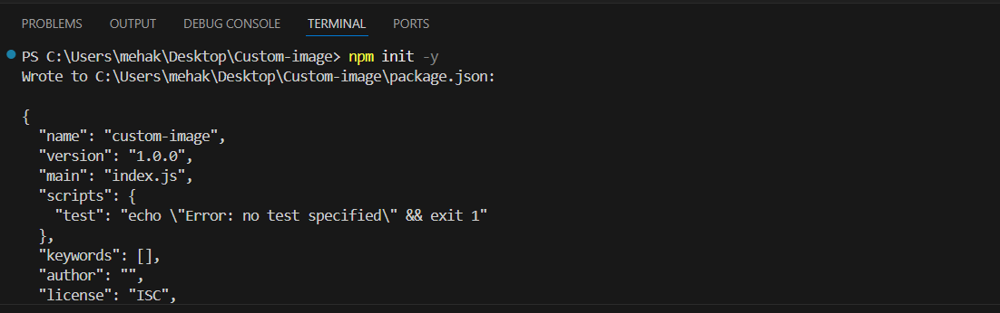 PROBLEMS OUTPUT DEBUG CONSOLE TERMINAL PORTS
PS C:\Users\mehak\Desktop\Custom-image> npm init -y
Wrote to C:\Users\mehak\Desktop\Custom-image\package.json:
{
"name": "custom-image",
"version": "1.0.0",
"main": "index.js",
"scripts": {
"test": "echo \"Error: no test specified\" && exit 1"
},
"keywords": [],
"author": "",
"license": "ISC",